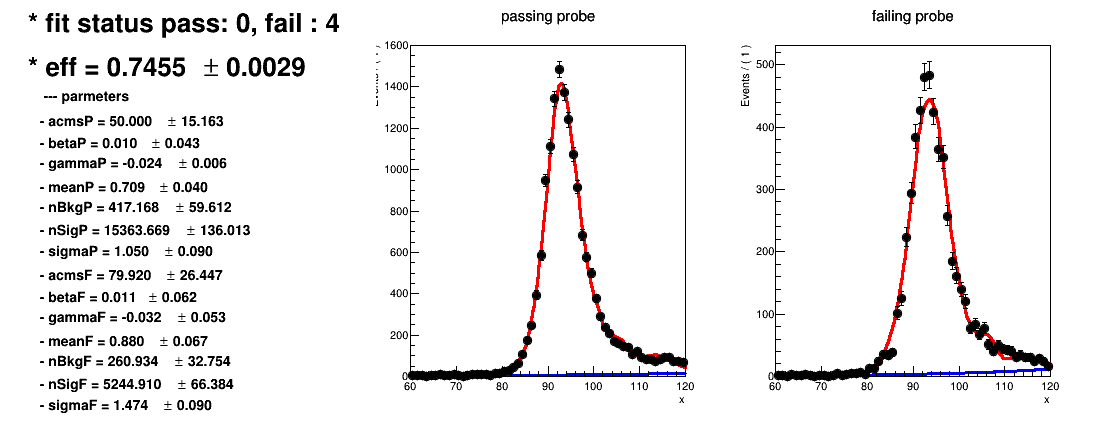 * fit status pass: 0, fail : 4
* eff = 0.7455 ± 0.0029
--- parmeters
- acmsP = 50.000 ± 15.163
- betaP = 0.010 ± 0.043
- gammaP = -0.024 ± 0.006
- meanP = 0.709 ± 0.040
- nBkgP = 417.168 ± 59.612
- nSigP = 15363.669 ± 136.013
- sigmaP = 1.050 ± 0.090
- acmsF = 79.920 ± 26.447
- betaF = 0.011 ± 0.062
- gammaF = -0.032 ± 0.053
- meanF = 0.880 ± 0.067
- nBkgF = 260.934 ± 32.754
- nSigF = 5244.910 ± 66.384
- sigmaF = 1.474 ± 0.090
passing probe
1600
1400
1200
1000
800
600
400
200
0
60 70 80 90 100 110 120
x
failing probe
Events / ( 1 )
500
400
300
200
100
0
60 70 80 90 100 110 120
x